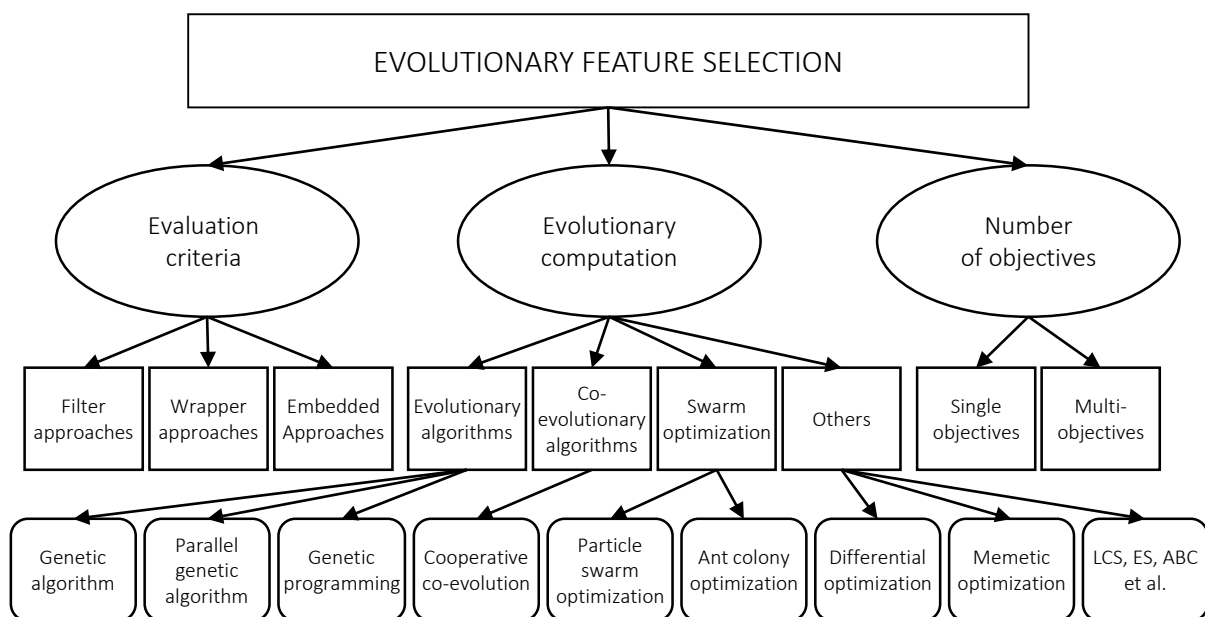 EVOLUTIONARY FEATURE SELECTION
Evaluation
criteria
Evolutionary
computation
Number
of objectives
Filter
approaches
Wrapper
approaches
Embedded
Approaches
Evolutionary
algorithms
Co-
evolutionary
algorithms
Swarm
optimization
Others
Single
objectives
Multi-
objectives
Genetic
algorithm
Parallel
genetic
algorithm
Genetic
programming
Cooperative
co-evolution
Particle
swarm
optimization
Ant colony
optimization
Differential
optimization
Memetic
optimization
LCS, ES, ABC
et al.